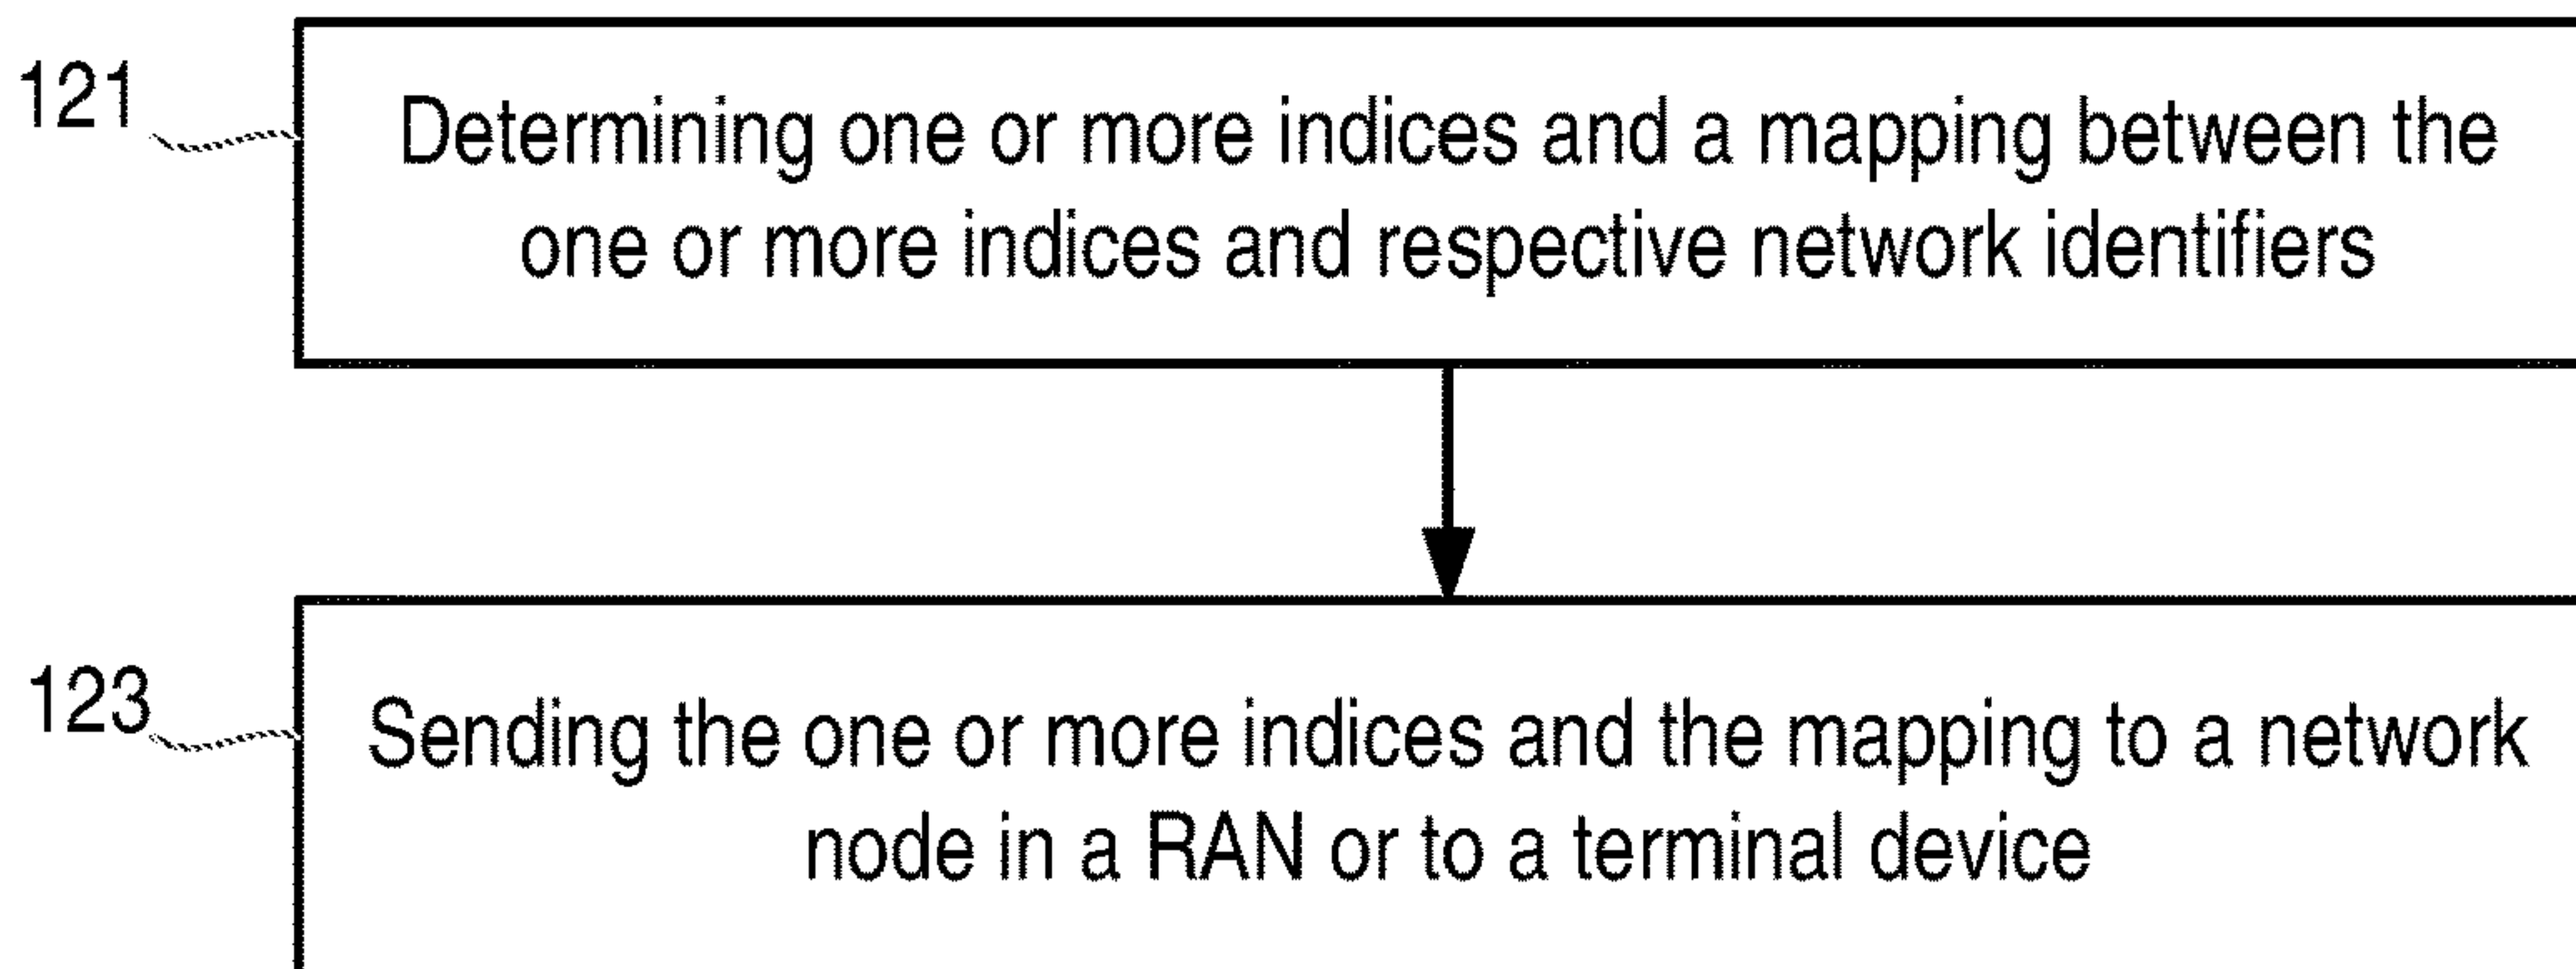 121
Determining one or more indices and a mapping between the
one or more indices and respective network identifiers
123
Sending the one or more indices and the mapping to a network
node in a RAN or to a terminal device